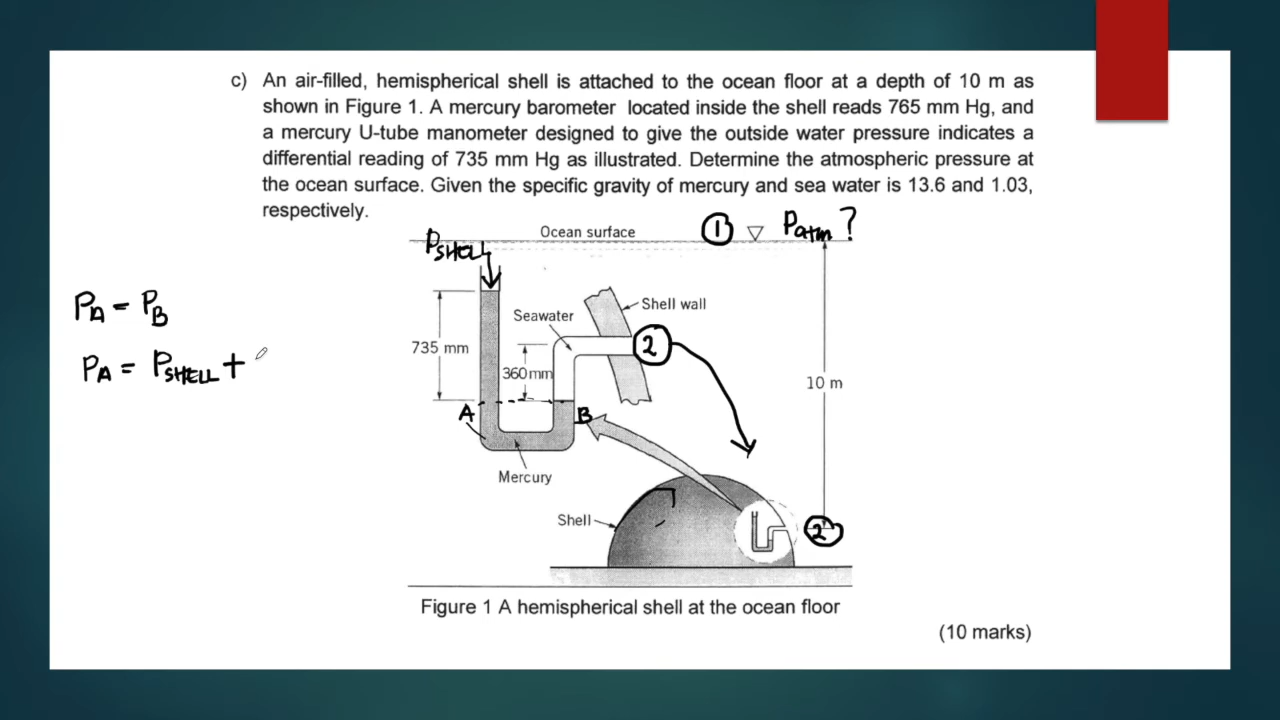 c) An air-filled, hemispherical shell is attached to the ocean floor at a depth of 10 m as
shown in Figure 1. A mercury barometer located inside the shell reads 765 mm Hg, and
a mercury U-tube manometer designed to give the outside water pressure indicates a
differential reading of 735 mm Hg as illustrated. Determine the atmospheric pressure at
the ocean surface. Given the specific gravity of mercury and sea water is 13.6 and 1.03,
respectively.
Ocean surface
1
Patm ?
PSHELL
PA = PB
PA = PSHELL +
Seawater
Shell wall
735 mm
360mm
2
10 m
A
B
Mercury
Shell
2
Figure 1 A hemispherical shell at the ocean floor
(10 marks)